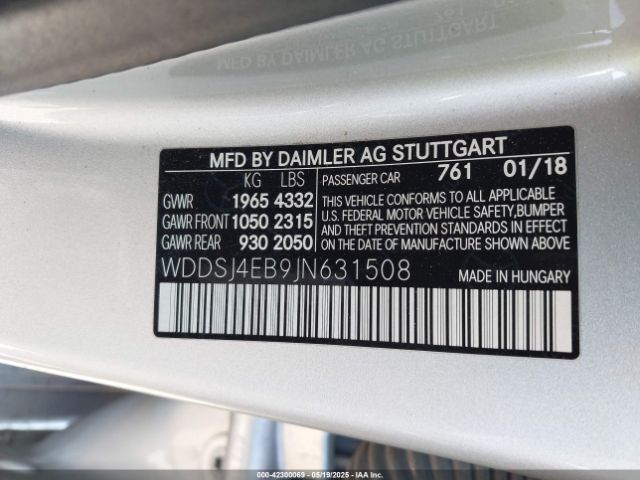 MFD BY DAIMLER AG STUTTGART
KG LBS
GVWR 1965 4332
GAWR FRONT 1050 2315
GAWR REAR 930 2050
PASSENGER CAR 761 01/18
THIS VEHICLE CONFORMS TO ALL APPLICABLE
U.S. FEDERAL MOTOR VEHICLE SAFETY, BUMPER
AND THEFT PREVENTION STANDARDS IN EFFECT
ON THE DATE OF MANUFACTURE SHOWN ABOVE
WDDSJ4EB9JN631508
MADE IN HUNGARY
000-42300069 - 05/19/2025 - IAA, Inc.